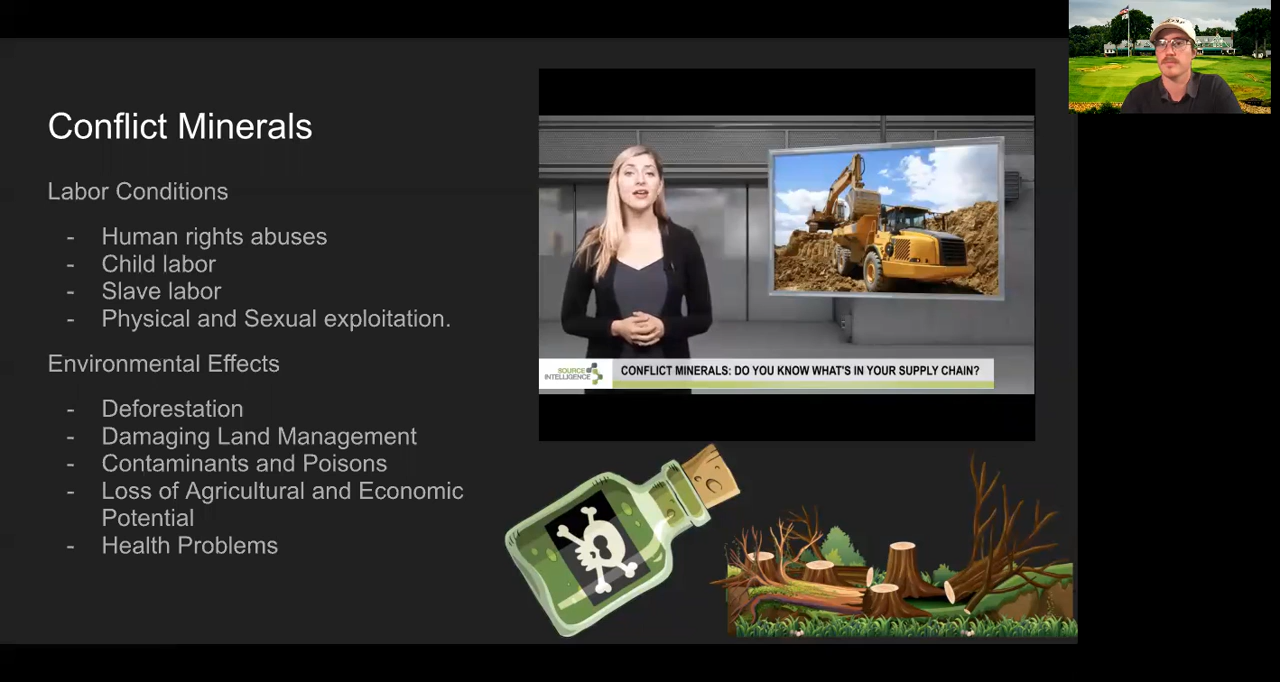 Conflict Minerals
Labor Conditions
- Human rights abuses
- Child labor
- Slave labor
- Physical and Sexual exploitation.
Environmental Effects
- Deforestation
- Damaging Land Management
- Contaminants and Poisons
- Loss of Agricultural and Economic
Potential
- Health Problems
SOURCE
INTELLIGENCE
CONFLICT MINERALS: DO YOU KNOW WHAT'S IN YOUR SUPPLY CHAIN?